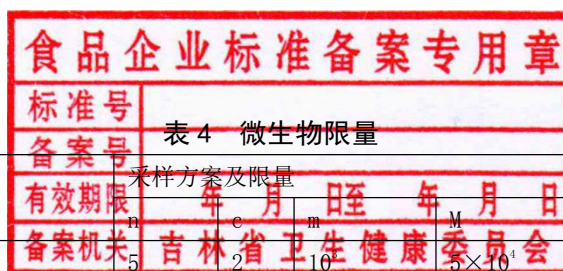 食品企业标准备案专用章
标准号
表 4 微生物限量
备案号
采样方案及限量
有效期限 年 月 日至 年 月 日
n c m M
备案机关 吉林省卫生健康委员会
5 2 10³ 5×10⁴